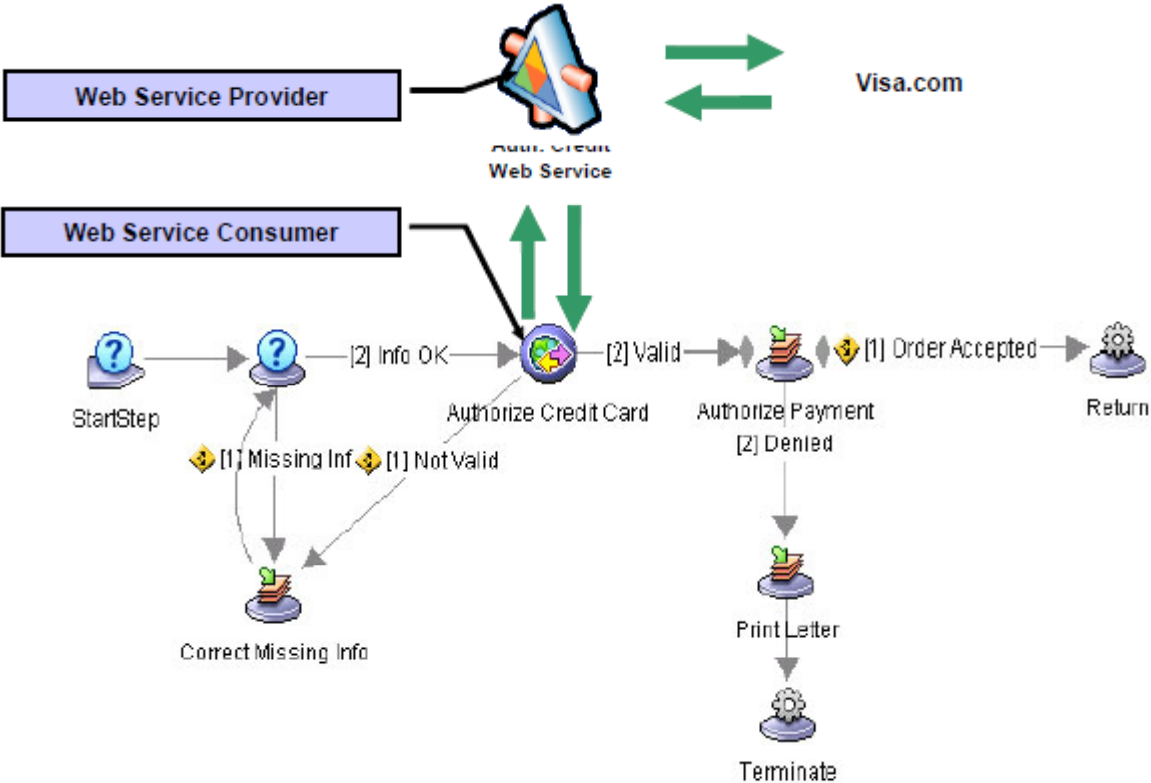 Web Service Provider
Visa.com
Auth. Credit
Web Service
Web Service Consumer
[2] Info OK
[2] Valid
[1] Order Accepted
StartStep
Authorize Credit Card
Authorize Payment
Return
[1] Missing Inf
[1] Not Valid
[2] Denied
Correct Missing Info
Print Letter
Terminate